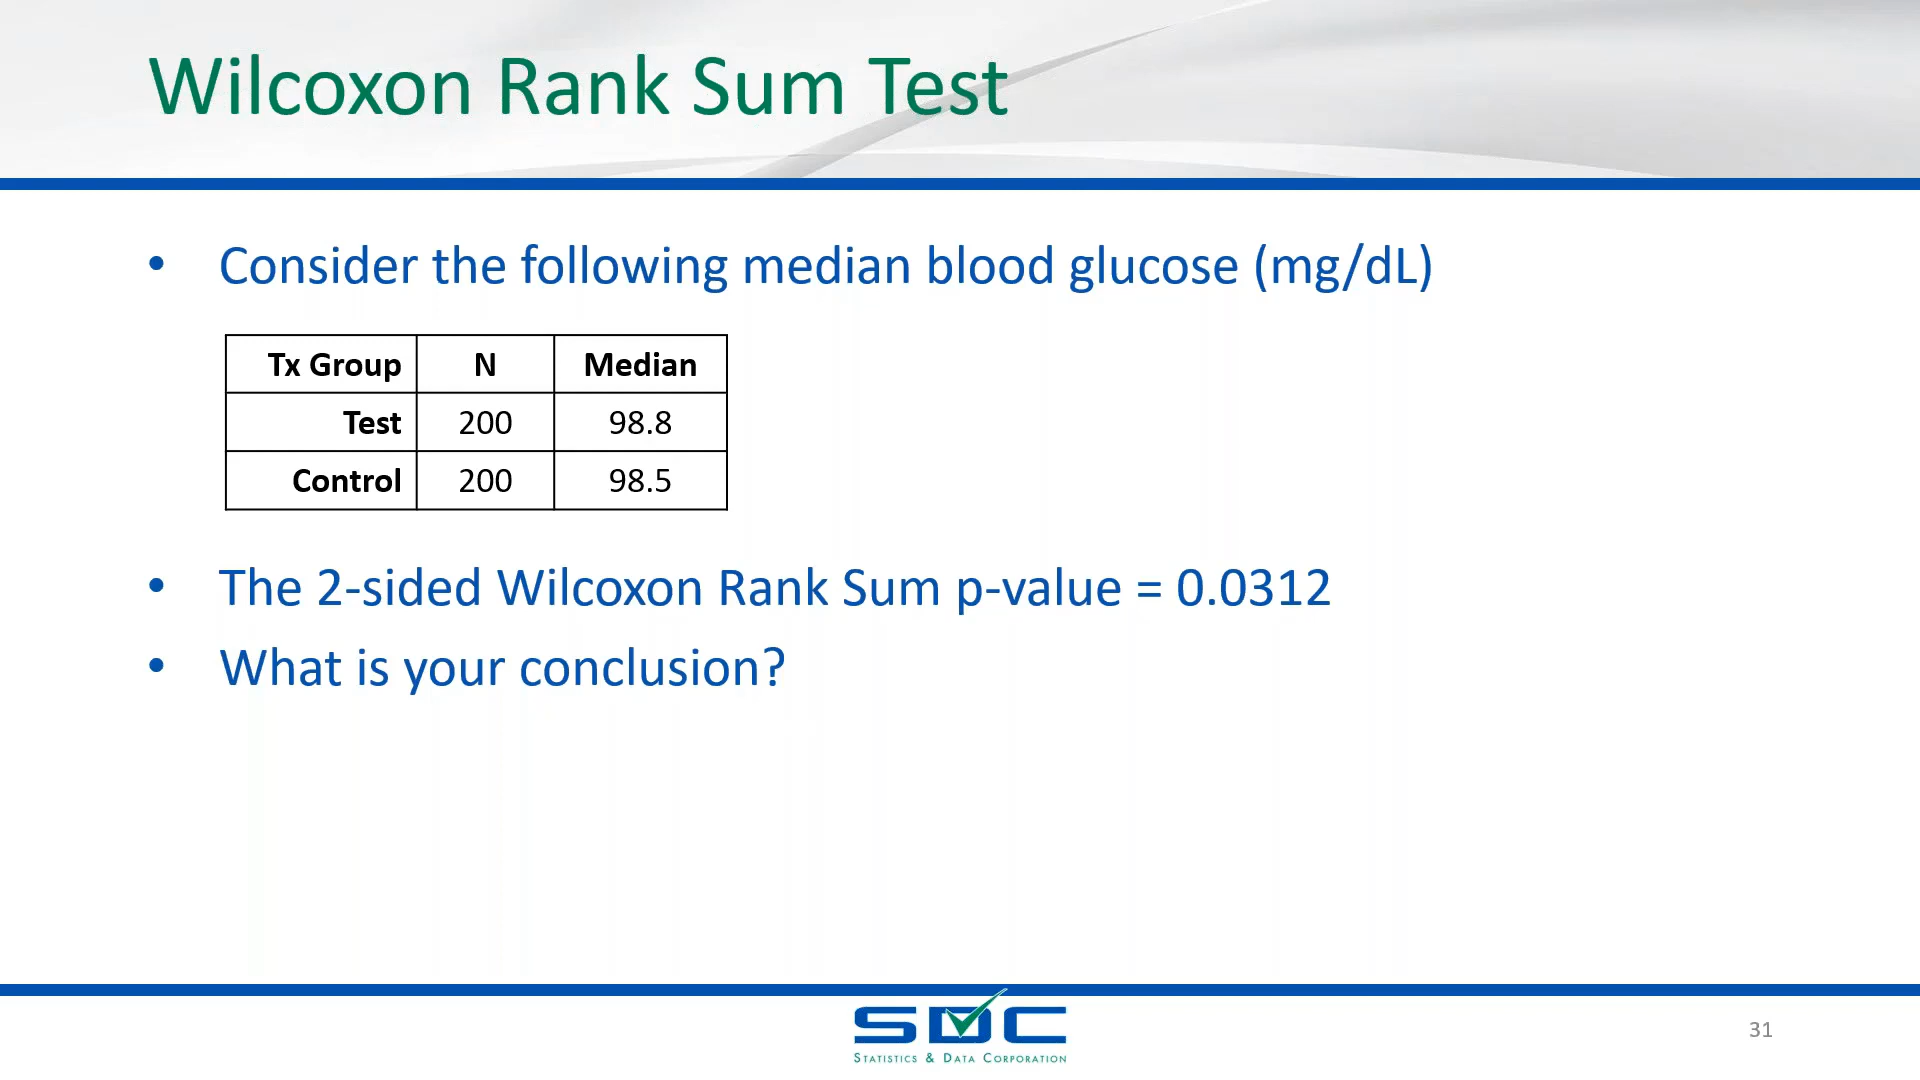 Wilcoxon Rank Sum Test
• Consider the following median blood glucose (mg/dL)
Tx Group N Median
Test 200 98.8
Control 200 98.5
• The 2-sided Wilcoxon Rank Sum p-value = 0.0312
• What is your conclusion?
SDC
Statistics & Data Corporation
31